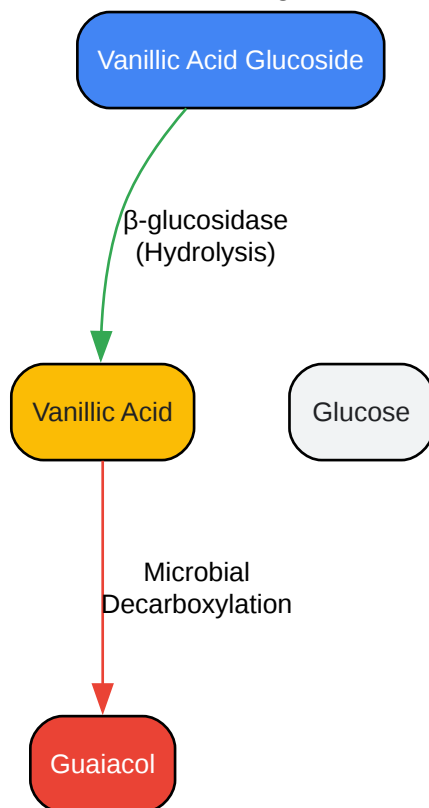 Vanillic Acid Glucoside
β-glucosidase
(Hydrolysis)
Vanillic Acid
Glucose
Microbial
Decarboxylation
Guaiacol